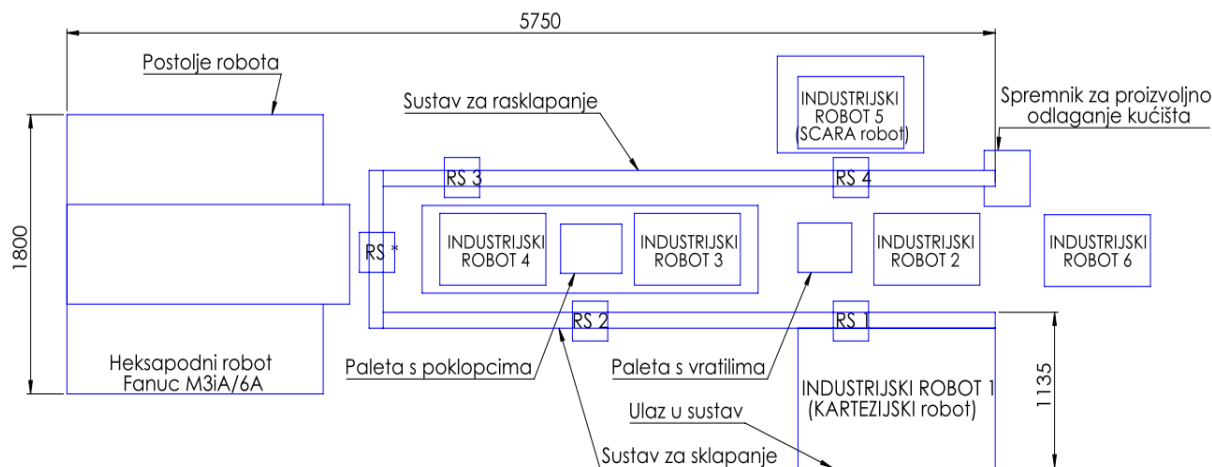 5750
Postolje robota
Sustav za rasklapanje
INDUSTRIJSKI
ROBOT 5
(SCARA robot)
Spremnik za proizvoljno
odlaganje kućišta
RS 3
RS 4
1800
RS *
INDUSTRIJSKI
ROBOT 4
INDUSTRIJSKI
ROBOT 3
INDUSTRIJSKI
ROBOT 2
INDUSTRIJSKI
ROBOT 6
RS 2
RS 1
Heksapodni robot
Fanuc M3iA/6A
Paleta s poklopcima
Paleta s vratilima
INDUSTRIJSKI ROBOT 1
(KARTEZIJSKI robot)
1135
Ulaz u sustav
Sustav za sklapanje